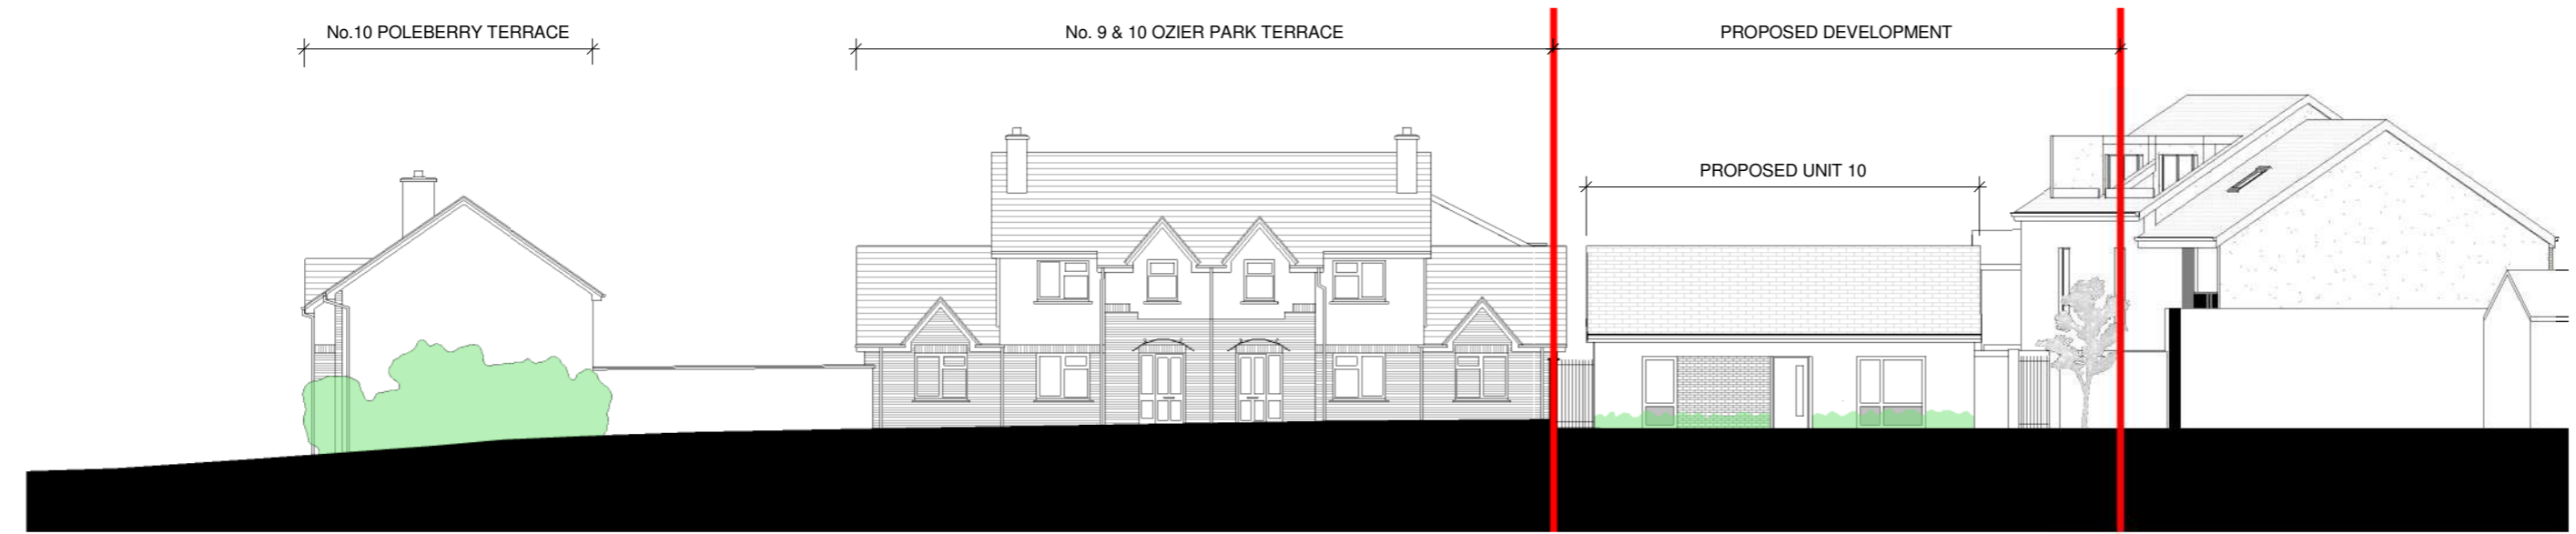 No.10 POLEBERRY TERRACE
No. 9 & 10 OZIER PARK TERRACE
PROPOSED DEVELOPMENT
PROPOSED UNIT 10